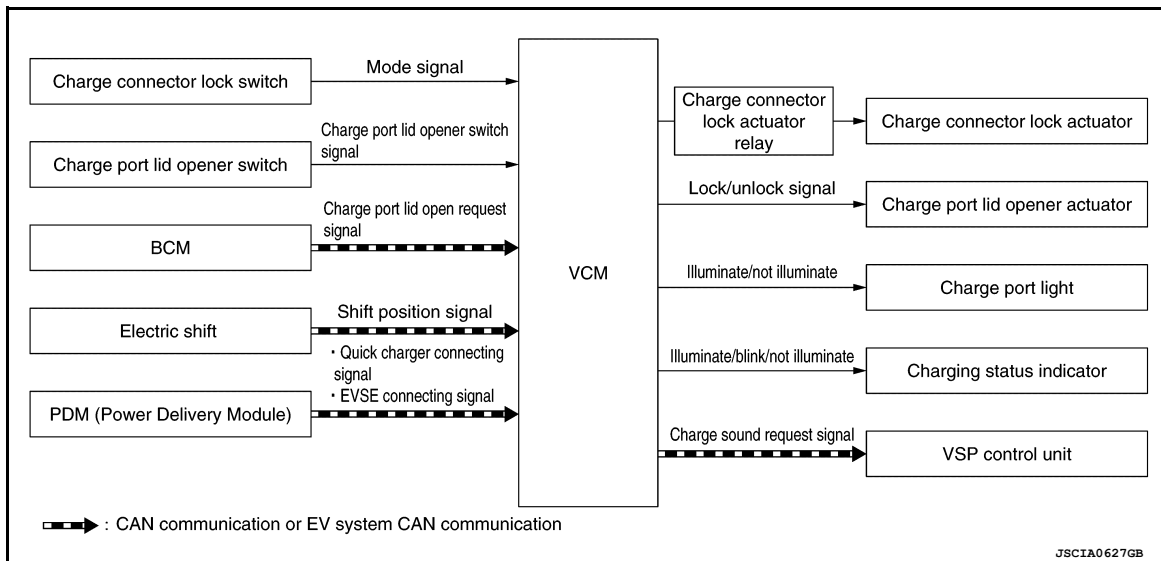 Charge connector lock switch
Mode signal
Charge port lid opener switch
Charge port lid opener switch
signal
BCM
Charge port lid open request
signal
Electric shift
Shift position signal
PDM (Power Delivery Module)
・Quick charger connecting
signal
・EVSE connecting signal
VCM
Charge connector
lock actuator
relay
Charge connector lock actuator
Lock/unlock signal
Charge port lid opener actuator
Illuminate/not illuminate
Charge port light
Illuminate/blink/not illuminate
Charging status indicator
Charge sound request signal
VSP control unit
: CAN communication or EV system CAN communication
JSCIA0627GB